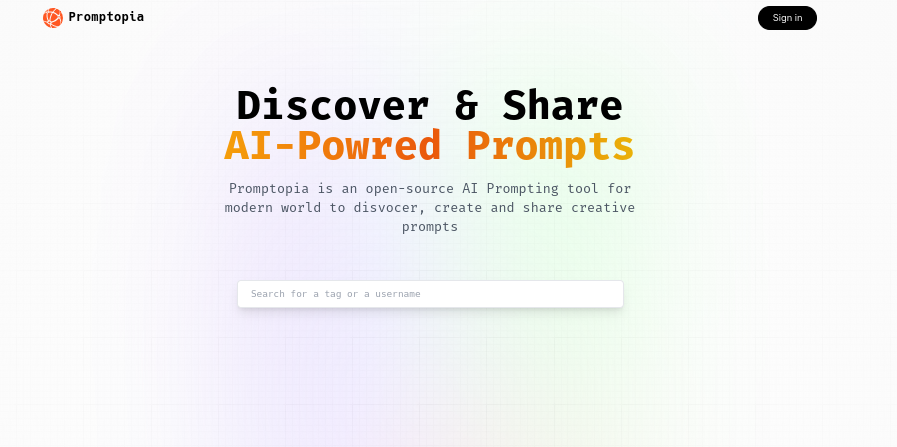 Promptopia
Sign in
Discover & Share
AI-Powred Prompts
Promptopia is an open-source AI Prompting tool for
modern world to disvocer, create and share creative
prompts
Search for a tag or a username